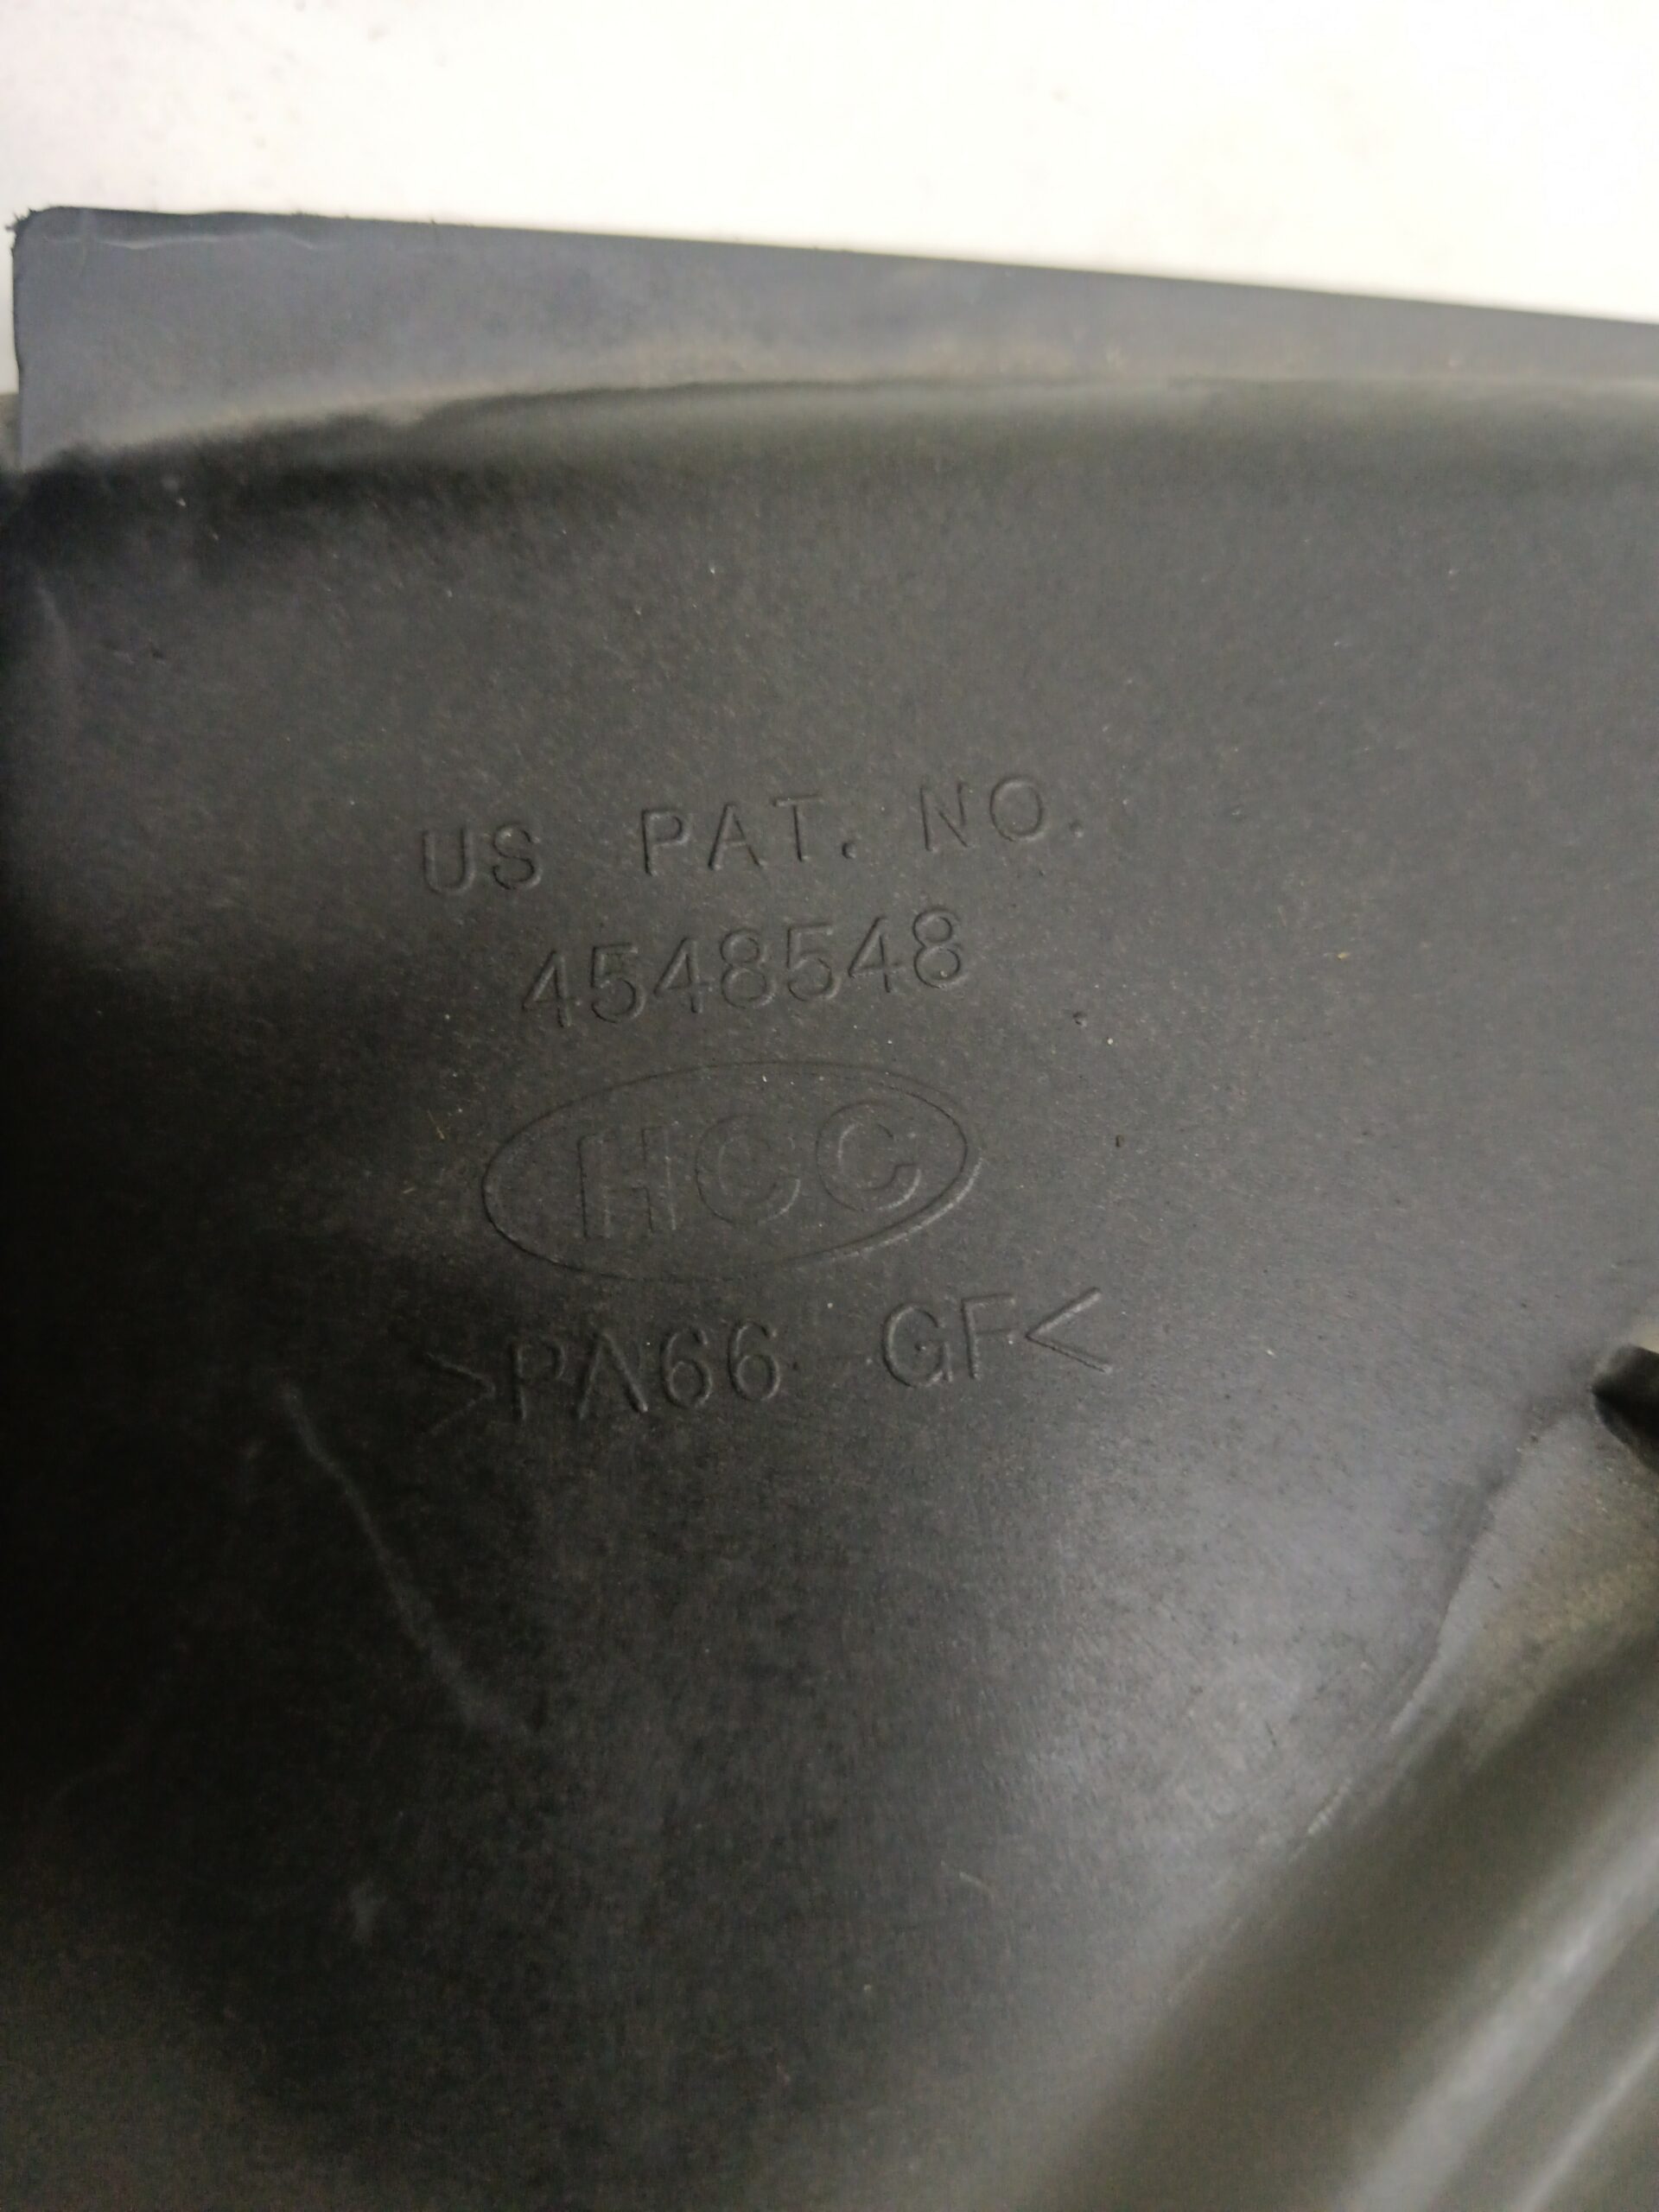 US PAT. NO.
4548548
HCC
>PA66 GF<